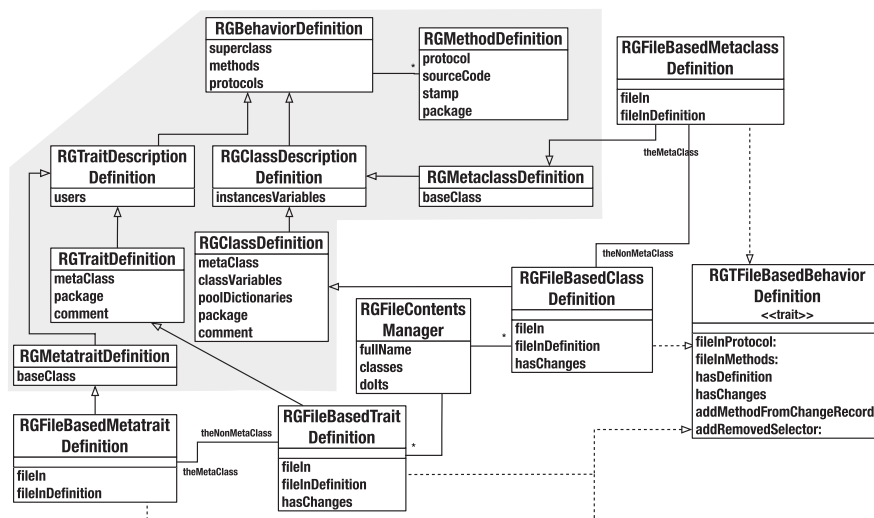 RGBehaviorDefinition
superclass
methods
protocols
*
RGMethodDefinition
protocol
sourceCode
stamp
package
RGFileBasedMetaclass
Definition
fileIn
fileInDefinition
theMetaClass
RGTraitDescription
Definition
users
RGClassDescription
Definition
instancesVariables
RGMetaclassDefinition
baseClass
RGTraitDefinition
metaClass
package
comment
RGClassDefinition
metaClass
classVariables
poolDictionaries
package
comment
theNonMetaClass
RGFileBasedClass
Definition
fileIn
fileInDefinition
hasChanges
*
RGTFileBasedBehavior
Definition
<<trait>>
fileInProtocol:
fileInMethods:
hasDefinition
hasChanges
addMethodFromChangeRecord
addRemovedSelector:
RGFileContents
Manager
fullName
classes
doIts
RGMetatraitDefinition
baseClass
RGFileBasedMetatrait
Definition
fileIn
fileInDefinition
theNonMetaClass
theMetaClass
RGFileBasedTrait
Definition
fileIn
fileInDefinition
hasChanges
*